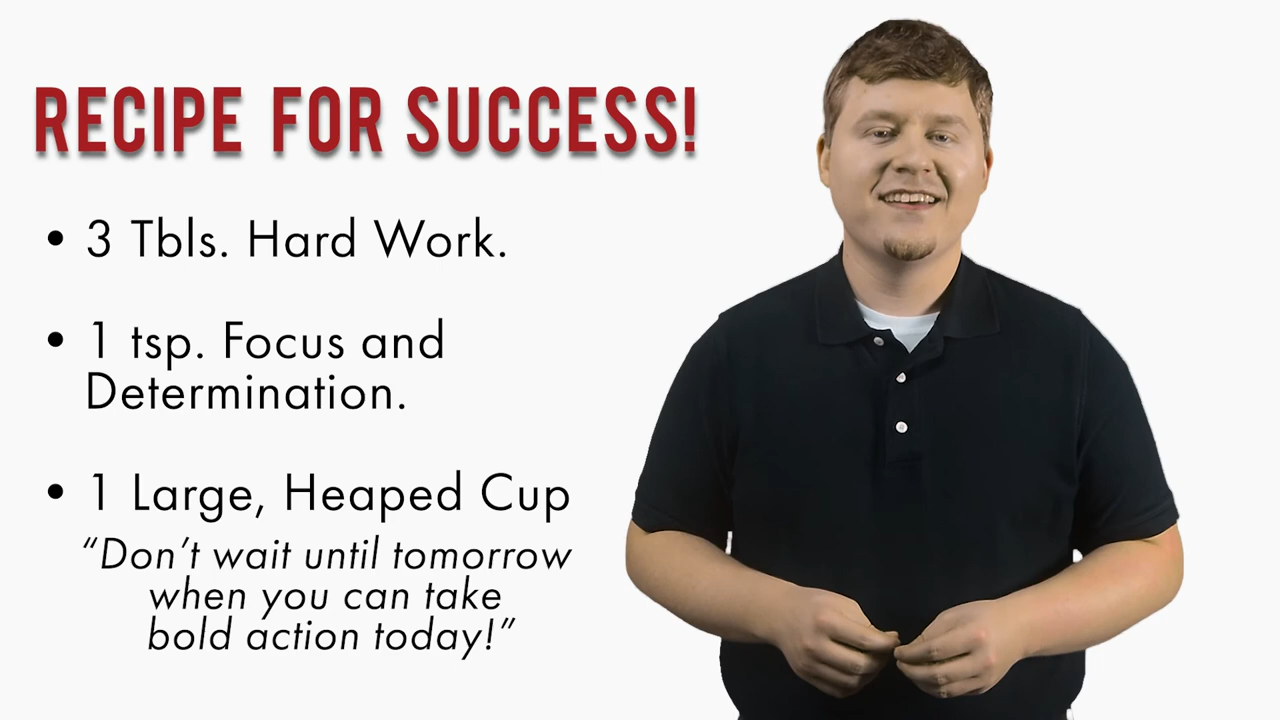 RECIPE FOR SUCCESS!
• 3 Tbls. Hard Work.
• 1 tsp. Focus and
Determination.
• 1 Large, Heaped Cup
“Don’t wait until tomorrow
when you can take
bold action today!”